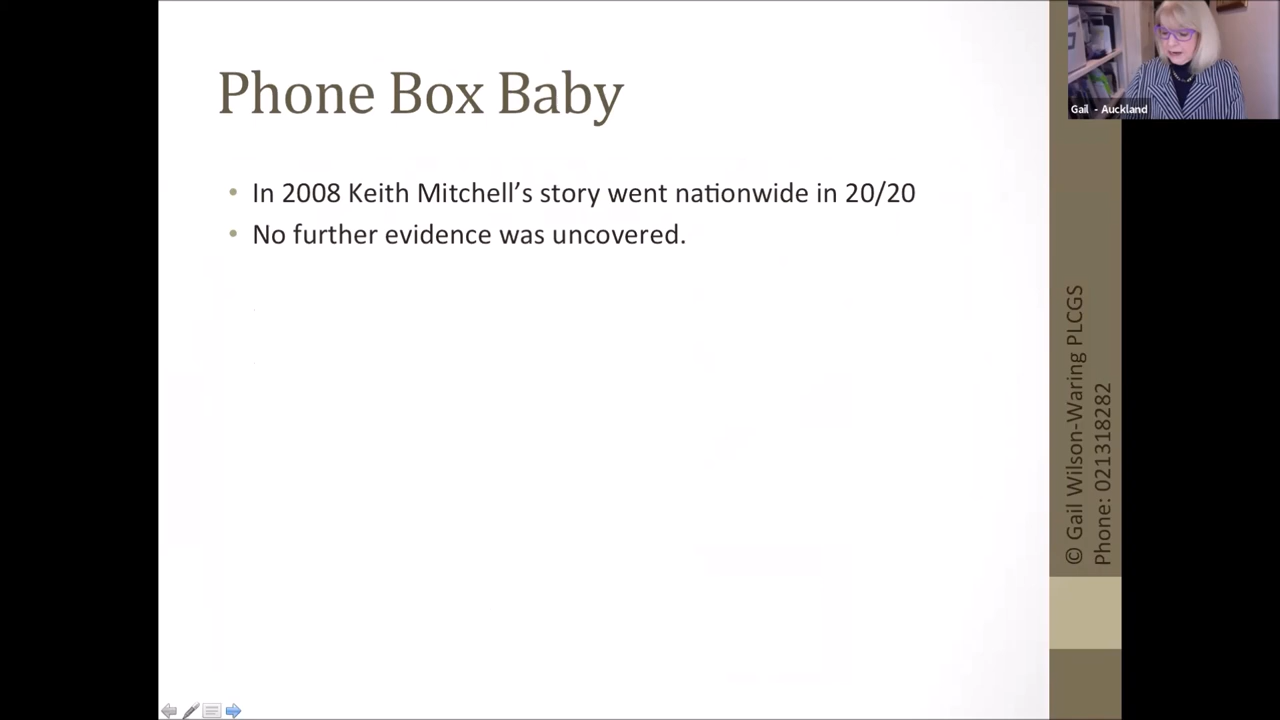 Phone Box Baby
• In 2008 Keith Mitchell’s story went nationwide in 20/20
• No further evidence was uncovered.
© Gail Wilson-Waring PLCGS
Phone: 021318282
Gail - Auckland